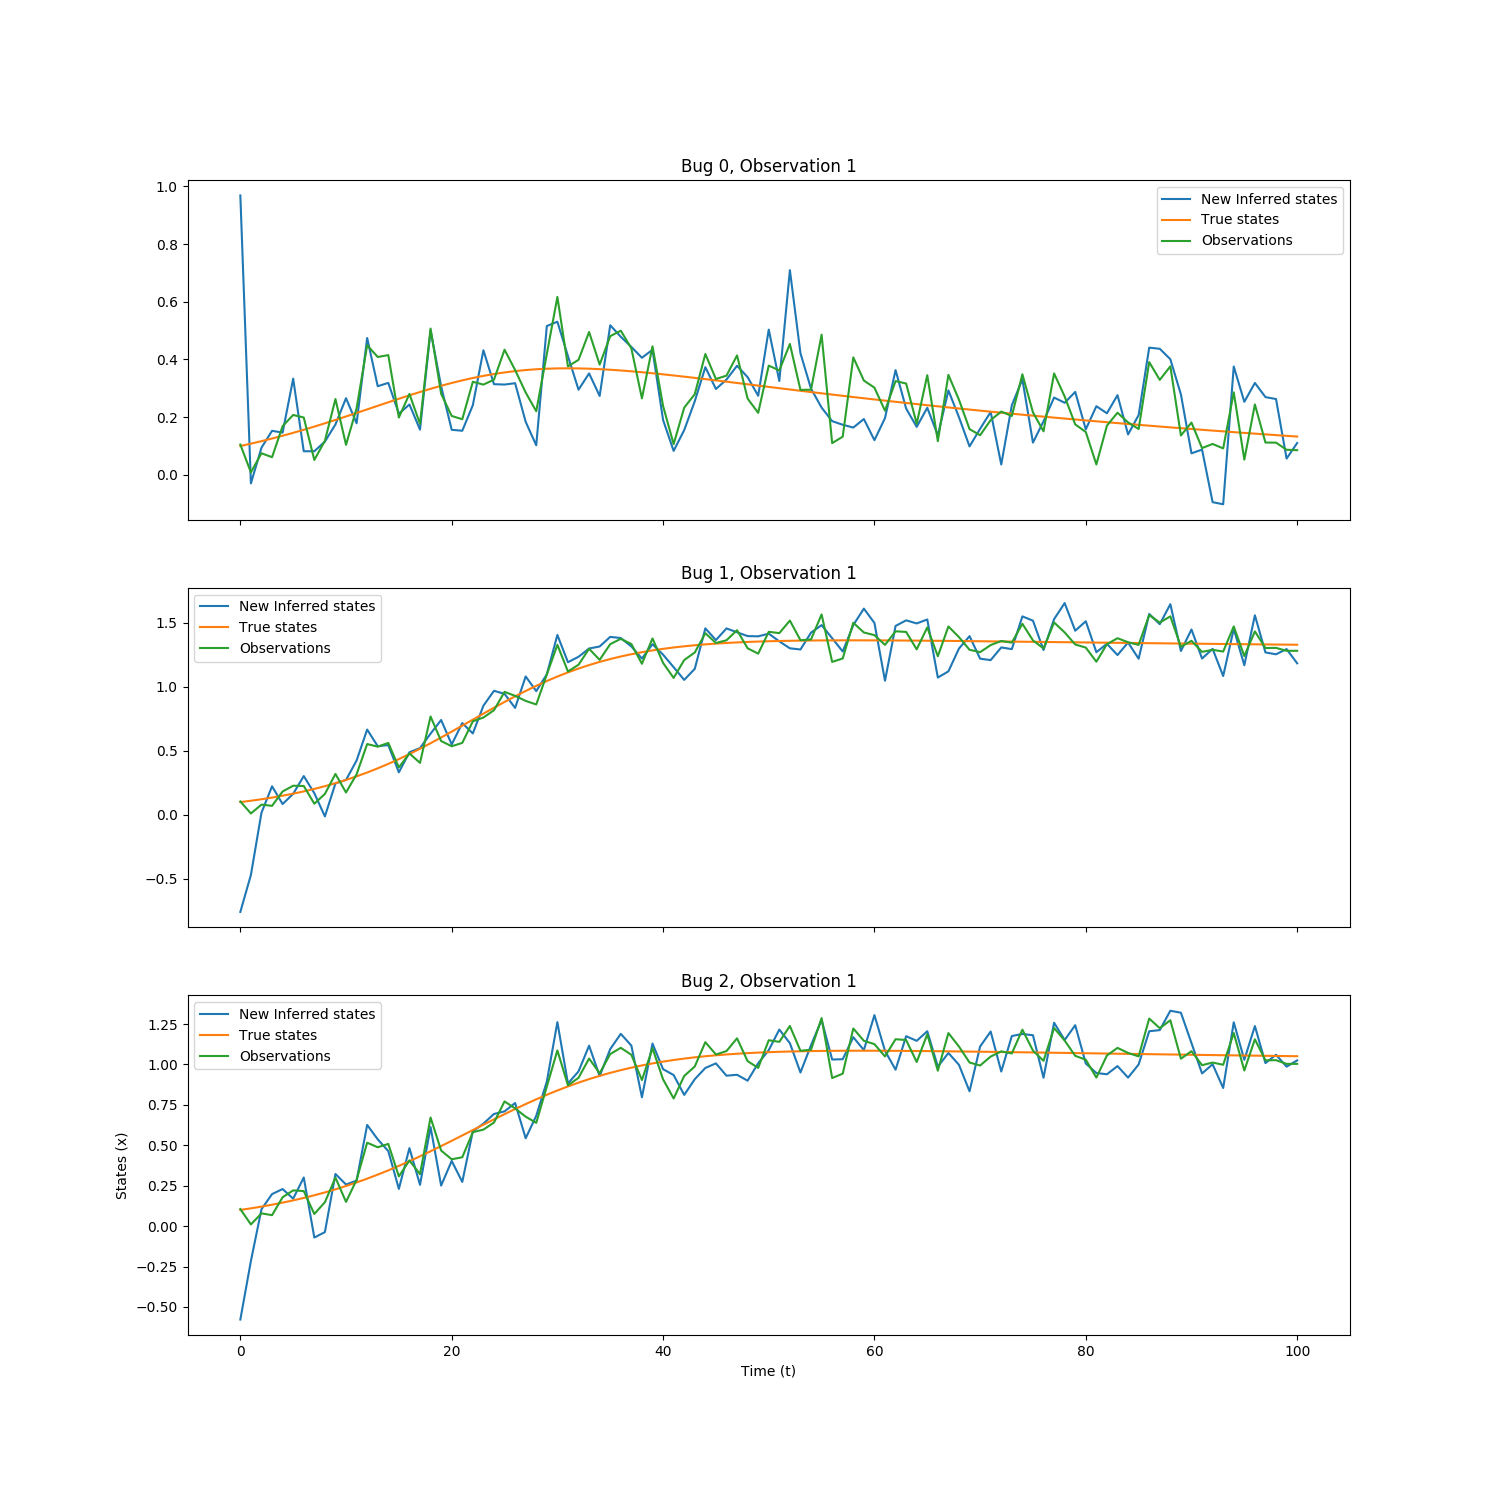 Bug 0, Observation 1
1.0
0.8
0.6
0.4
0.2
0.0
New Inferred states
True states
Observations
Bug 1, Observation 1
1.5
1.0
0.5
0.0
−0.5
New Inferred states
True states
Observations
Bug 2, Observation 1
States (x)
1.25
1.00
0.75
0.50
0.25
0.00
−0.25
−0.50
New Inferred states
True states
Observations
0 20 40 60 80 100
Time (t)